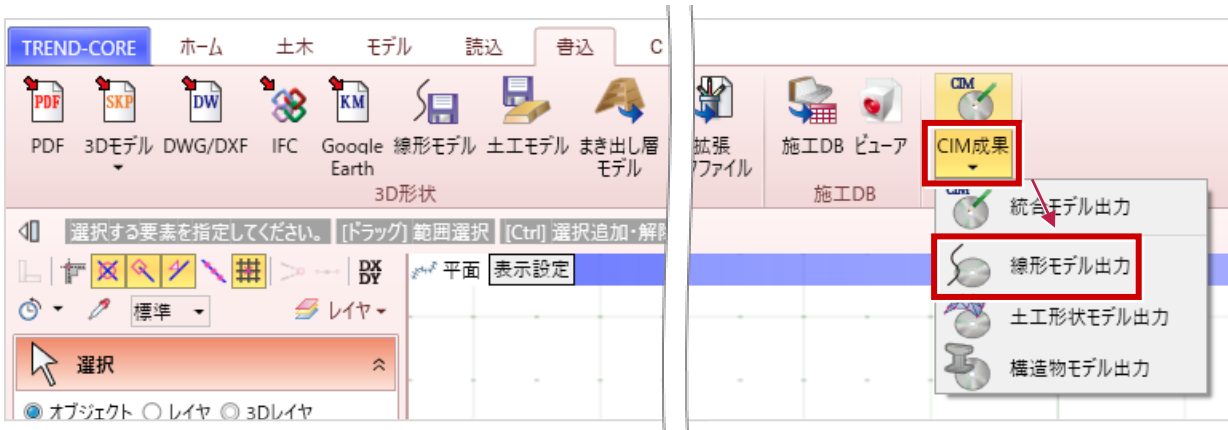 TREND-CORE ホーム 土木 モデル 読込 書込 C
PDF SKP DW KM CIM
PDF 3Dモデル DWG/DXF IFC Google Earth 線形モデル 土工モデル まき出し層モデル 拡張 ファイル 施工DB ビューア CIM成果
3D形状 施工DB
CIM 統合モデル出力
選択する要素を指定してください。 [ドラッグ] 範囲選択 [Ctrl] 選択追加・解除
線形モデル出力
DX DY 平面 表示設定
標準 レイヤ
土工形状モデル出力
選択
構造物モデル出力
オブジェクト レイヤ 3Dレイヤ